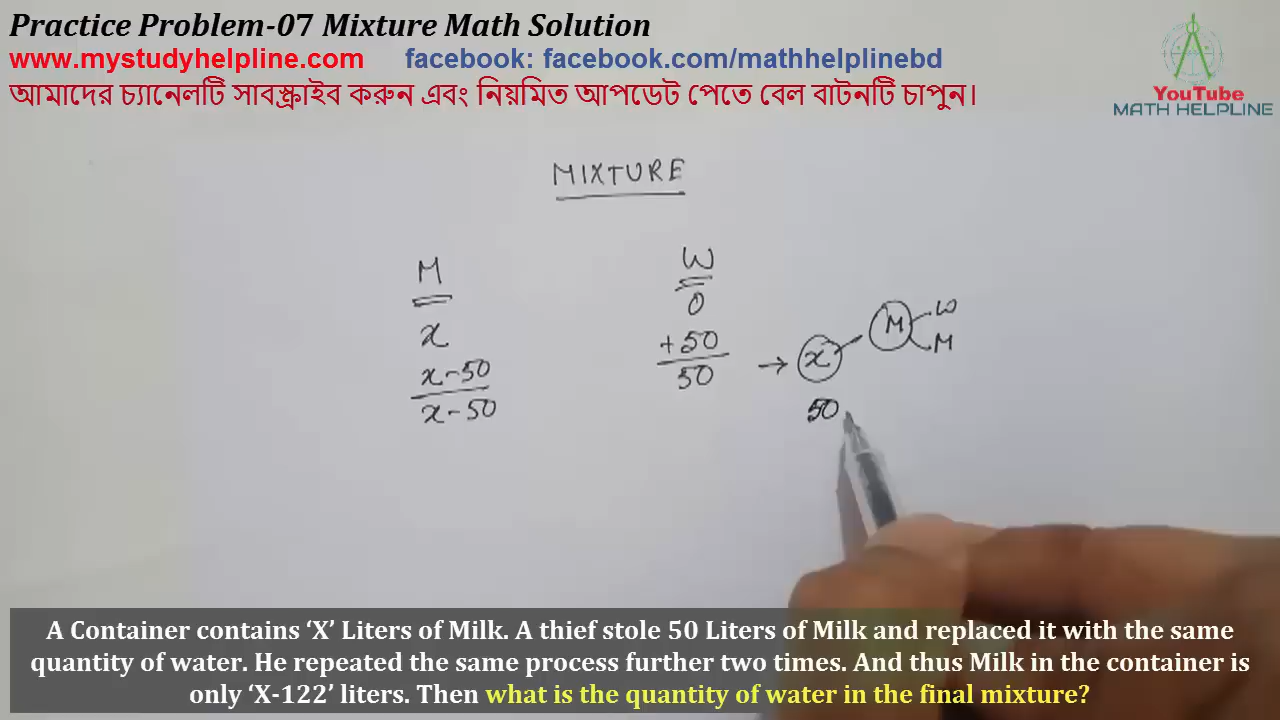 Practice Problem-07 Mixture Math Solution
www.mystudyhelpline.com facebook: facebook.com/mathhelplinebd
আমাদের চ্যানেলটি সাবস্ক্রাইব করুন এবং নিয়মিত আপডেট পেতে বেল বাটনটি চাপুন।
YouTube
MATH HELPLINE
MIXTURE
M W
x 0
x-50 +50
x-50 50
→ x M W
M
50
A Container contains ‘X’ Liters of Milk. A thief stole 50 Liters of Milk and replaced it with the same
quantity of water. He repeated the same process further two times. And thus Milk in the container is
only ‘X-122’ liters. Then what is the quantity of water in the final mixture?